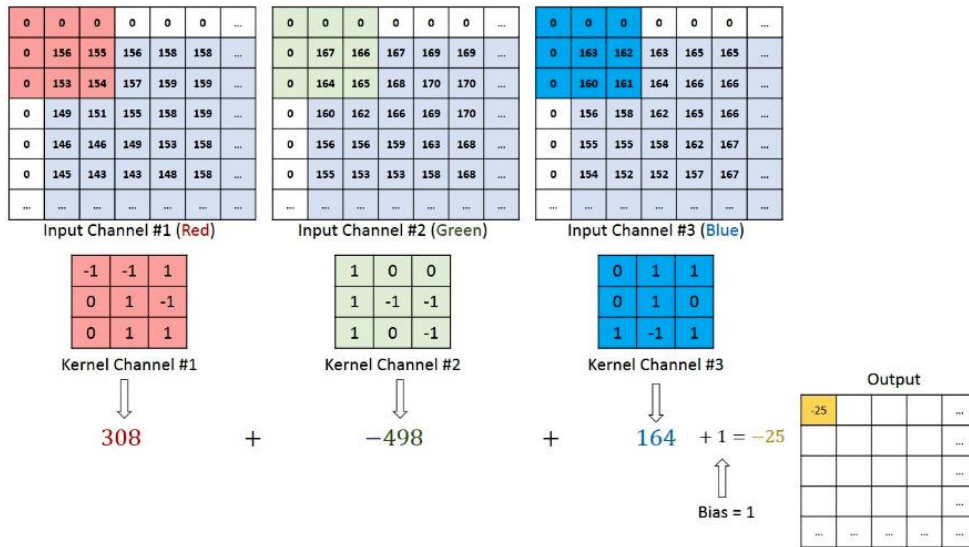 0 0 0 0 0 0 ...
0 156 155 156 158 158 ...
0 153 154 157 159 159 ...
0 149 151 155 158 159 ...
0 146 146 149 153 158 ...
0 145 143 143 148 158 ...
... ... ... ... ... ... ...
Input Channel #1 (Red)
0 0 0 0 0 0 ...
0 167 166 167 169 169 ...
0 164 165 168 170 170 ...
0 160 162 166 169 170 ...
0 156 156 159 163 168 ...
0 155 153 153 158 168 ...
... ... ... ... ... ... ...
Input Channel #2 (Green)
0 0 0 0 0 0 ...
0 163 162 163 165 165 ...
0 160 161 164 166 166 ...
0 156 158 162 165 166 ...
0 155 155 158 162 167 ...
0 154 152 152 157 167 ...
... ... ... ... ... ... ...
Input Channel #3 (Blue)
-1 -1 1
0 1 -1
0 1 1
Kernel Channel #1
1 0 0
1 -1 -1
1 0 -1
Kernel Channel #2
0 1 1
0 1 0
1 -1 1
Kernel Channel #3
308 + −498 + 164 + 1 = −25
Bias = 1
Output
-25 ...
...
...
...
... ... ... ... ...